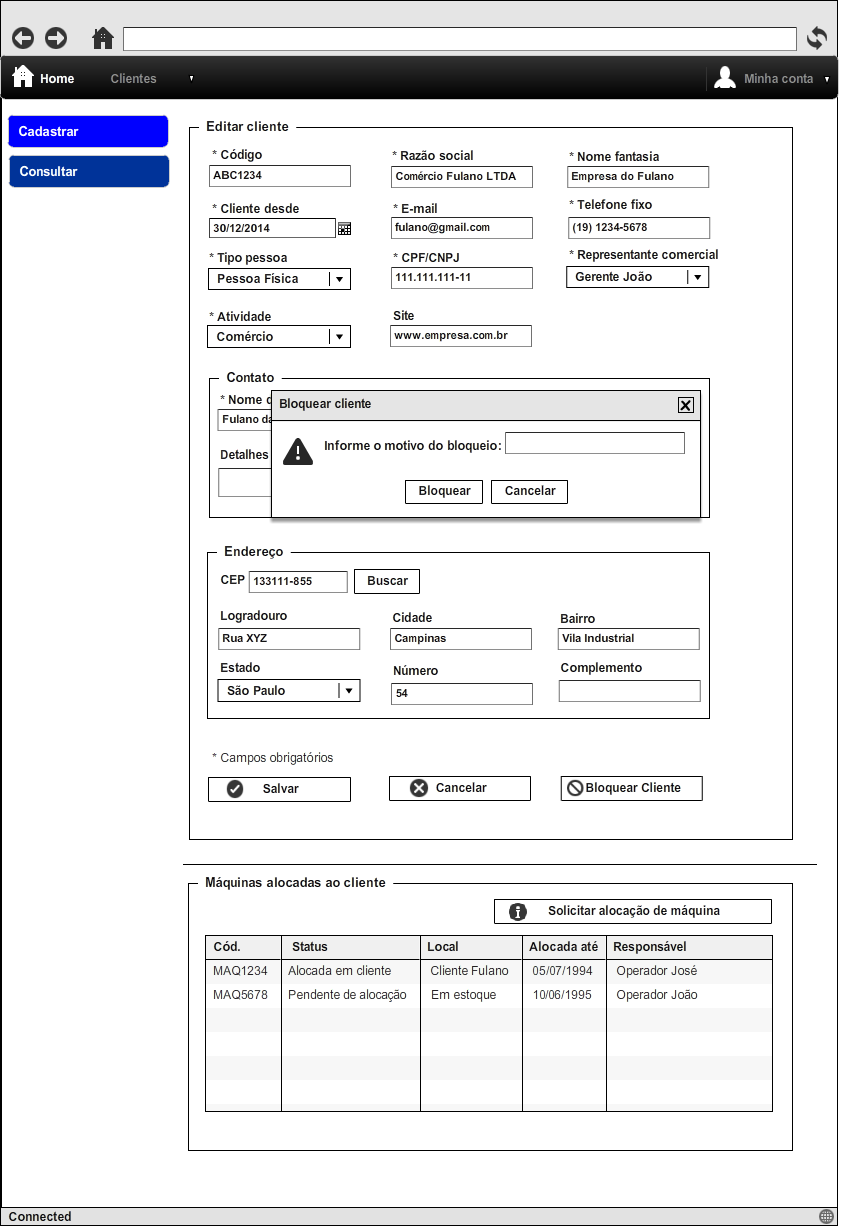 Home Clientes Minha conta
Cadastrar
Consultar
Editar cliente
* Código * Razão social * Nome fantasia
ABC1234 Comércio Fulano LTDA Empresa do Fulano
* Cliente desde * E-mail * Telefone fixo
30/12/2014 fulano@gmail.com (19) 1234-5678
* Tipo pessoa * CPF/CNPJ * Representante comercial
Pessoa Física 111.111.111-11 Gerente João
* Atividade Site
Comércio www.empresa.com.br
Contato
* Nome
Fulano
Detalhes
Bloquear cliente
Informe o motivo do bloqueio:
Bloquear Cancelar
Endereço
CEP 133111-855 Buscar
Logradouro Cidade Bairro
Rua XYZ Campinas Vila Industrial
Estado Número Complemento
São Paulo 54
* Campos obrigatórios
Salvar Cancelar Bloquear Cliente
Máquinas alocadas ao cliente
Solicitar alocação de máquina
Cód. Status Local Alocada até Responsável
MAQ1234 Alocada em cliente Cliente Fulano 05/07/1994 Operador José
MAQ5678 Pendente de alocação Em estoque 10/06/1995 Operador João
Connected